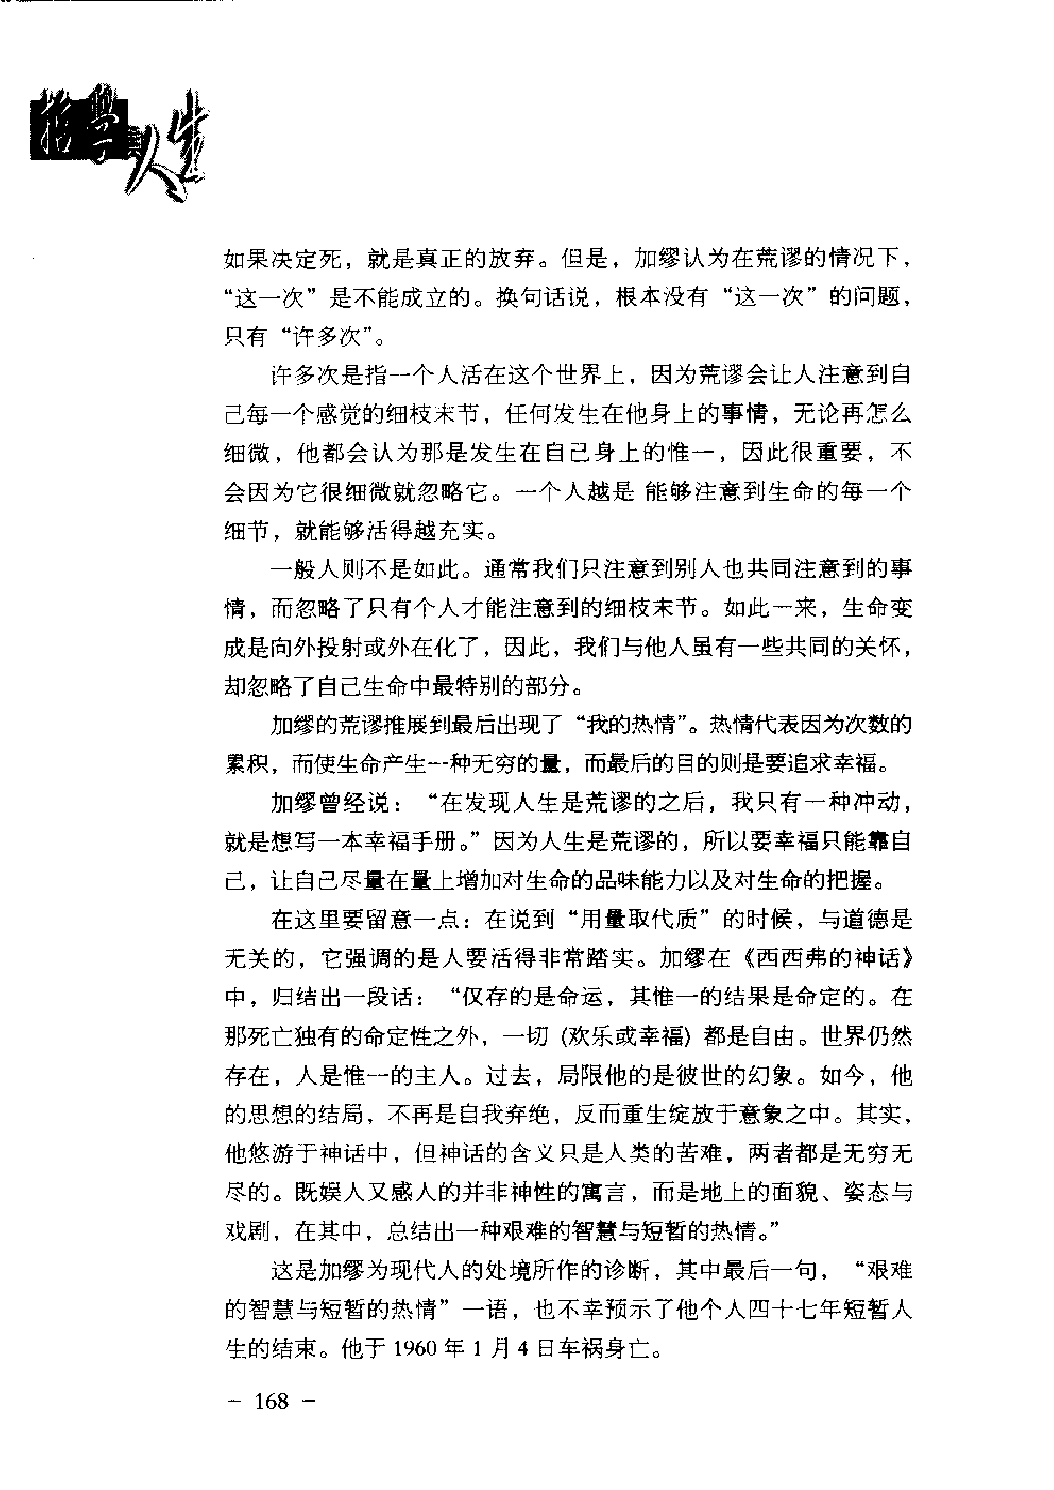 哲学与人生
如果决定死，就是真正的放弃。但是，加缪认为在荒谬的情况下，
“这一次”是不能成立的。换句话说，根本没有“这一次”的问题，
只有“许多次”。
许多次是指一个人活在这个世界上，因为荒谬会让人注意到自
己每一个感觉的细枝末节，任何发生在他身上的事情，无论再怎么
细微，他都会认为那是发生在自己身上的惟一，因此很重要，不
会因为它很细微就忽略它。一个人越是 能够注意到生命的每一个
细节，就能够活得越充实。
一般人则不是如此。通常我们只注意到别人也共同注意到的事
情，而忽略了只有个人才能注意到的细枝末节。如此一来，生命变
成是向外投射或外在化了，因此，我们与他人虽有一些共同的关怀，
却忽略了自己生命中最特别的部分。
加缪的荒谬推展到最后出现了“我的热情”。热情代表因为次数的
累积，而使生命产生一种无穷的量，而最后的目的则是要追求幸福。
加缪曾经说：“在发现人生是荒谬的之后，我只有一种冲动，
就是想写一本幸福手册。”因为人生是荒谬的，所以要幸福只能靠自
己，让自己尽量在量上增加对生命的品味能力以及对生命的把握。
在这里要留意一点：在说到“用量取代质”的时候，与道德是
无关的，它强调的是人要活得非常踏实。加缪在《西西弗的神话》
中，归结出一段话：“仅存的是命运，其惟一的结果是命定的。在
那死亡独有的命定性之外，一切（欢乐或幸福）都是自由。世界仍然
存在，人是惟一的主人。过去，局限他的是彼世的幻象。如今，他
的思想的结局，不再是自我弃绝，反而重生绽放于意象之中。其实，
他悠游于神话中，但神话的含义只是人类的苦难，两者都是无穷无
尽的。既娱人又感人的并非神性的寓言，而是地上的面貌、姿态与
戏剧，在其中，总结出一种艰难的智慧与短暂的热情。”
这是加缪为现代人的处境所作的诊断，其中最后一句，“艰难
的智慧与短暂的热情”一语，也不幸预示了他个人四十七年短暂人
生的结束。他于 1960 年 1 月 4 日车祸身亡。
- 168 -